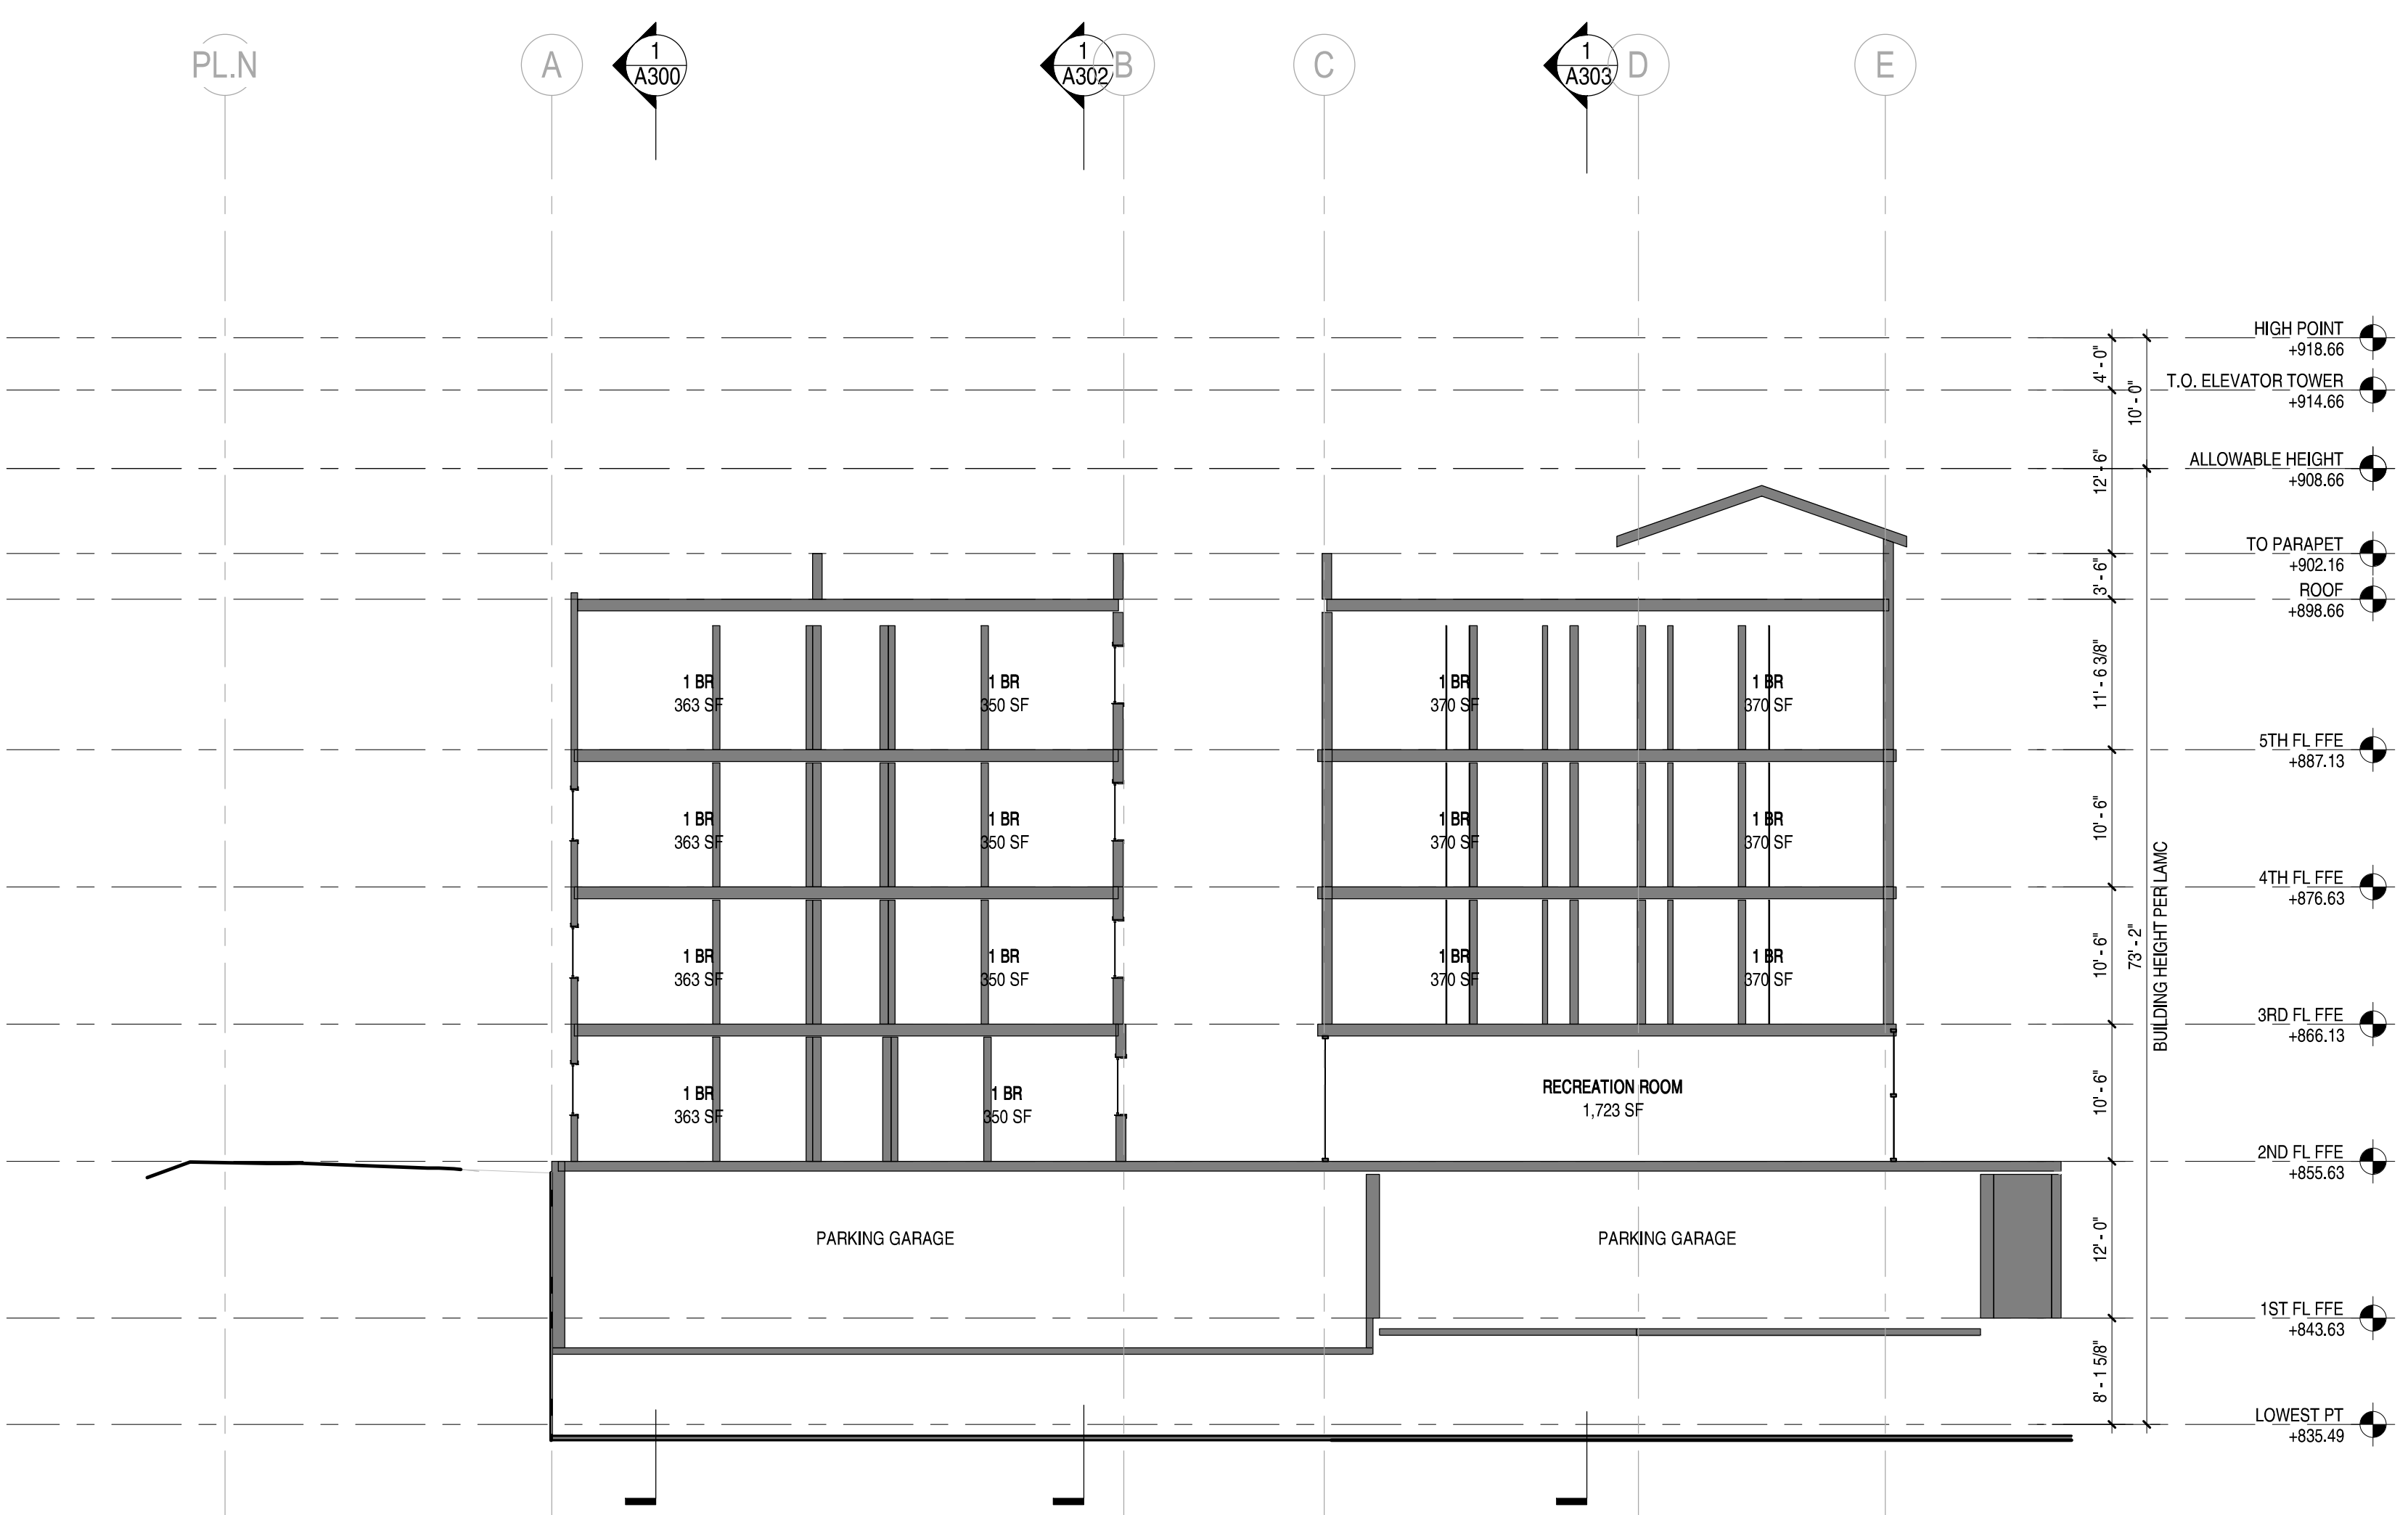 PL.N
A
1
A300
1
A302
B
C
1
A303
D
E
HIGH POINT
+918.66
4' - 0"
T.O. ELEVATOR TOWER
+914.66
10' - 0"
ALLOWABLE HEIGHT
+908.66
12' - 6"
TO PARAPET
+902.16
3' - 6"
ROOF
+898.66
1 BR
363 SF
1 BR
350 SF
1 BR
370 SF
1 BR
370 SF
11' - 6 3/8"
5TH FL FFE
+887.13
1 BR
363 SF
1 BR
350 SF
1 BR
370 SF
1 BR
370 SF
10' - 6"
4TH FL FFE
+876.63
1 BR
363 SF
1 BR
350 SF
1 BR
370 SF
1 BR
370 SF
10' - 6"
73' - 2"
BUILDING HEIGHT PER LAMC
3RD FL FFE
+866.13
1 BR
363 SF
1 BR
350 SF
RECREATION ROOM
1,723 SF
10' - 6"
2ND FL FFE
+855.63
PARKING GARAGE
PARKING GARAGE
12' - 0"
1ST FL FFE
+843.63
8' - 1 5/8"
LOWEST PT
+835.49